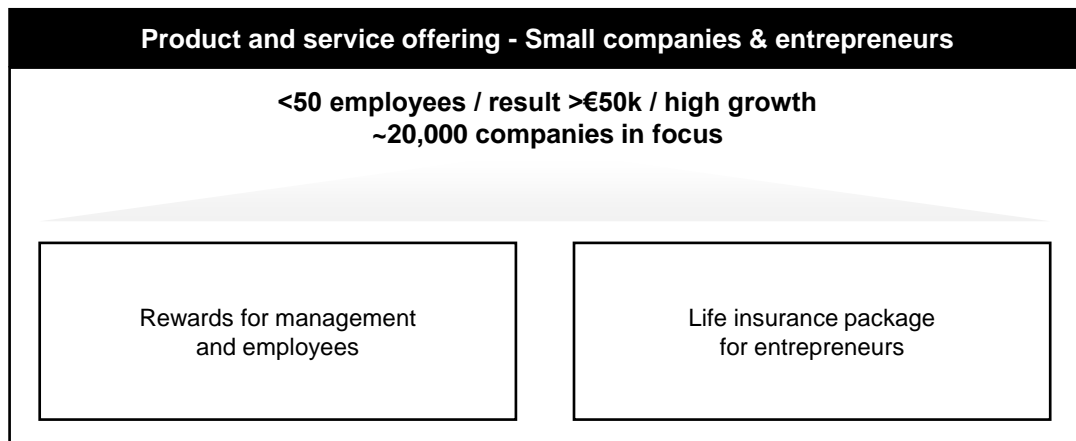 Product and service offering - Small companies & entrepreneurs
<50 employees / result >€50k / high growth
~20,000 companies in focus
Rewards for management
and employees
Life insurance package
for entrepreneurs